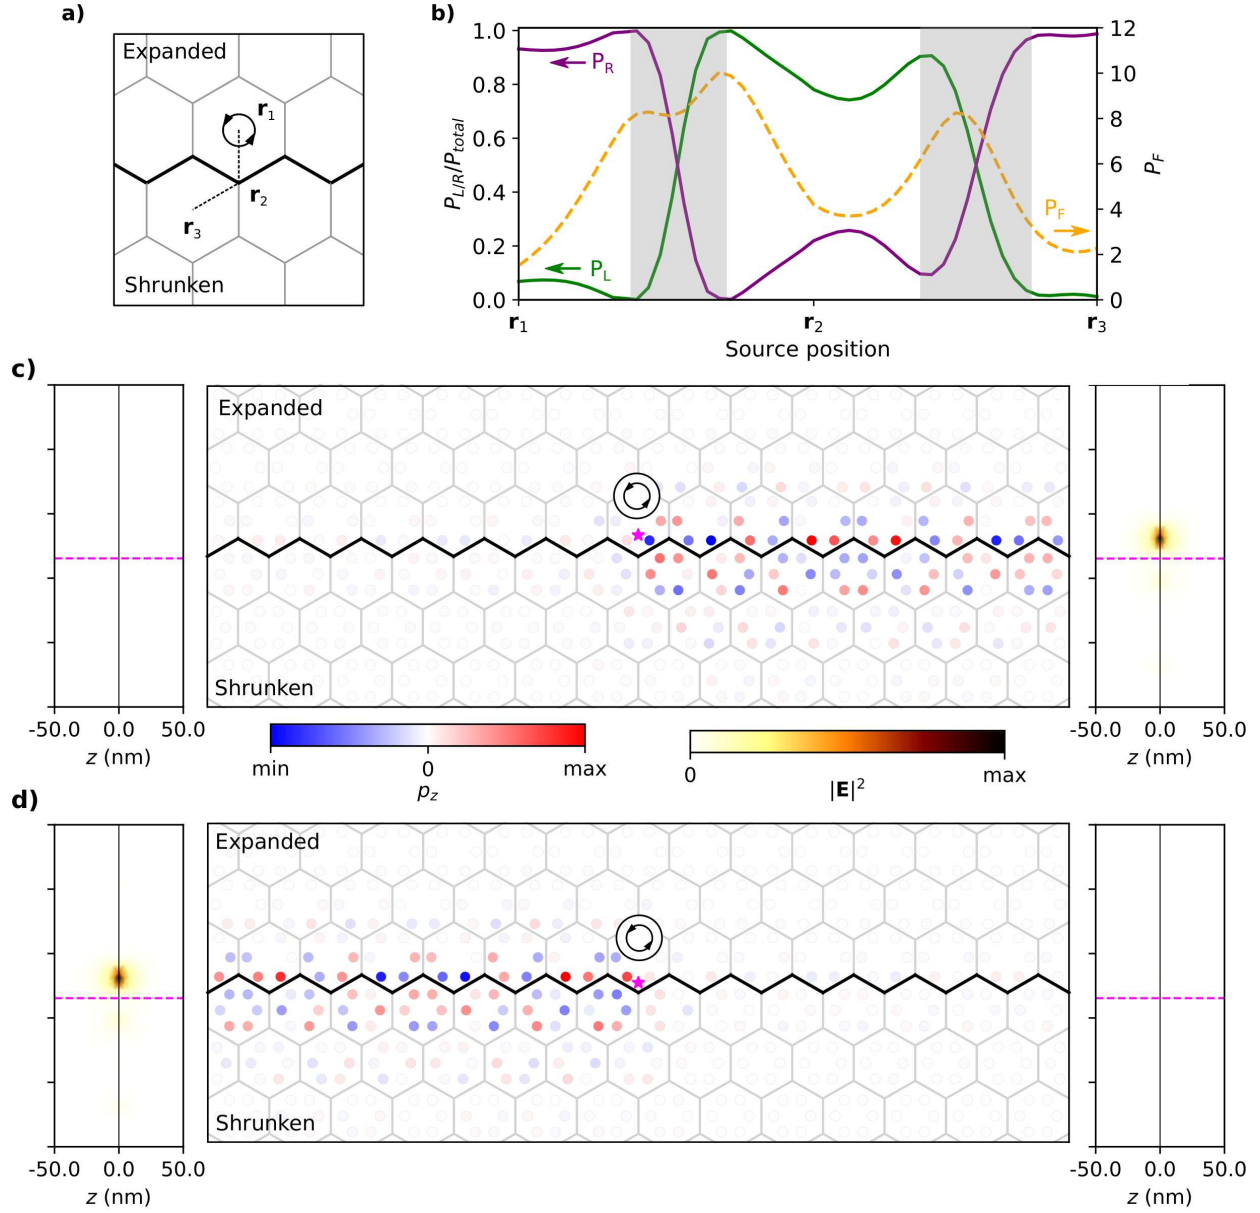 a)
Expanded
r1
r2
r3
Shrunken
b)
1.0
0.8
0.6
0.4
0.2
0.0
PL/R/Ptotal
PR
PL
PF
12
10
8
6
4
2
0
PF
r1
r2
r3
Source position
c)
Expanded
Shrunken
-50.0 0.0 50.0
z (nm)
min 0 max
pz
0 max
|E|2
-50.0 0.0 50.0
z (nm)
d)
Expanded
Shrunken
-50.0 0.0 50.0
z (nm)
-50.0 0.0 50.0
z (nm)